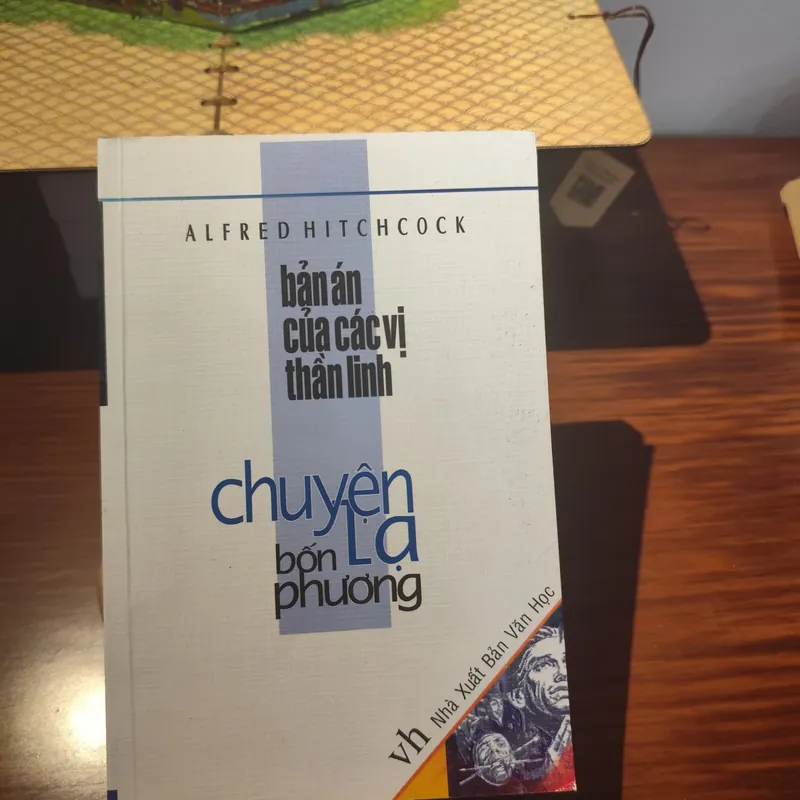 ALFRED HITCHCOCK
bản án
của các vị
thần linh
chuyện
Lạ
bốn
phương
vh Nhà Xuất Bản Văn Học